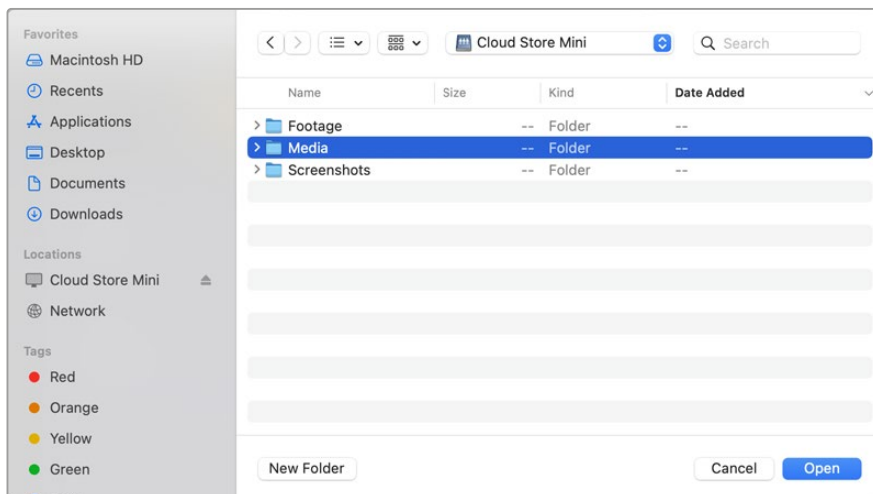 Favorites
Macintosh HD
Recents
Applications
Desktop
Documents
Downloads
Locations
Cloud Store Mini
Network
Tags
Red
Orange
Yellow
Green
Cloud Store Mini
Search
Name Size Kind Date Added
Footage -- Folder --
Media -- Folder --
Screenshots -- Folder --
New Folder Cancel Open